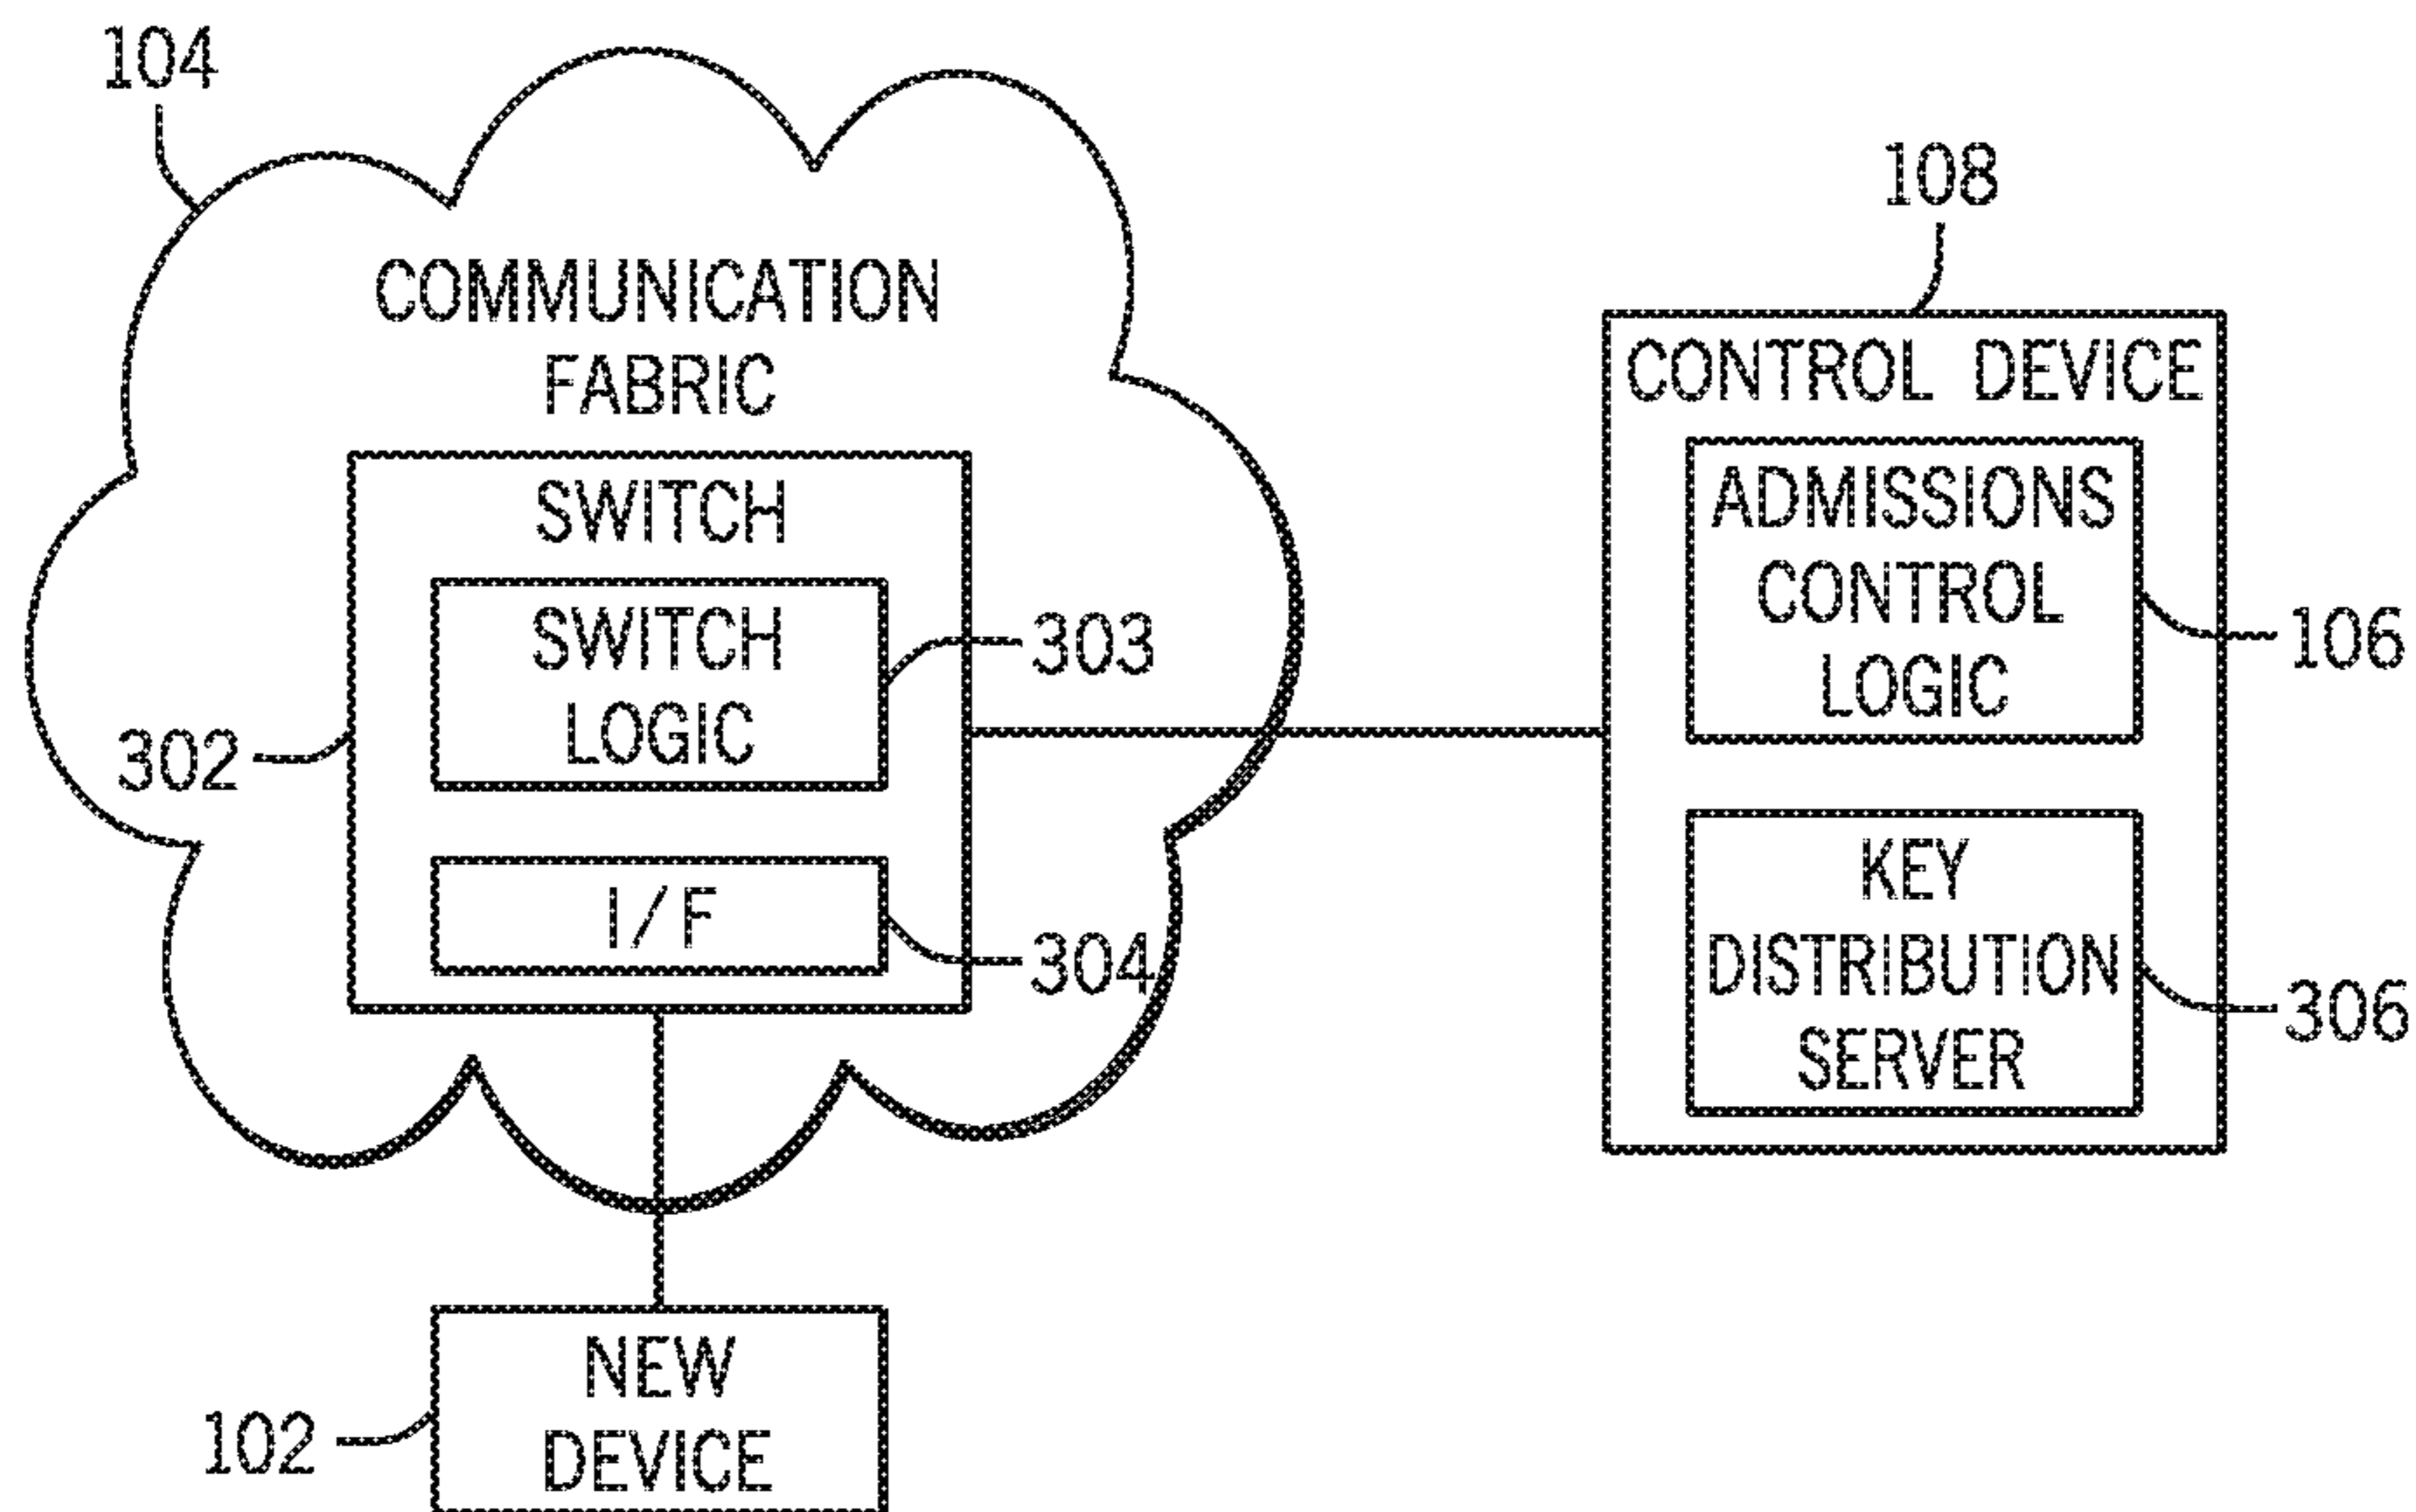 104
COMMUNICATION
FABRIC
SWITCH
SWITCH
LOGIC
303
302
I/F
304
NEW
DEVICE
102
108
CONTROL DEVICE
ADMISSIONS
CONTROL
LOGIC
106
KEY
DISTRIBUTION
SERVER
306